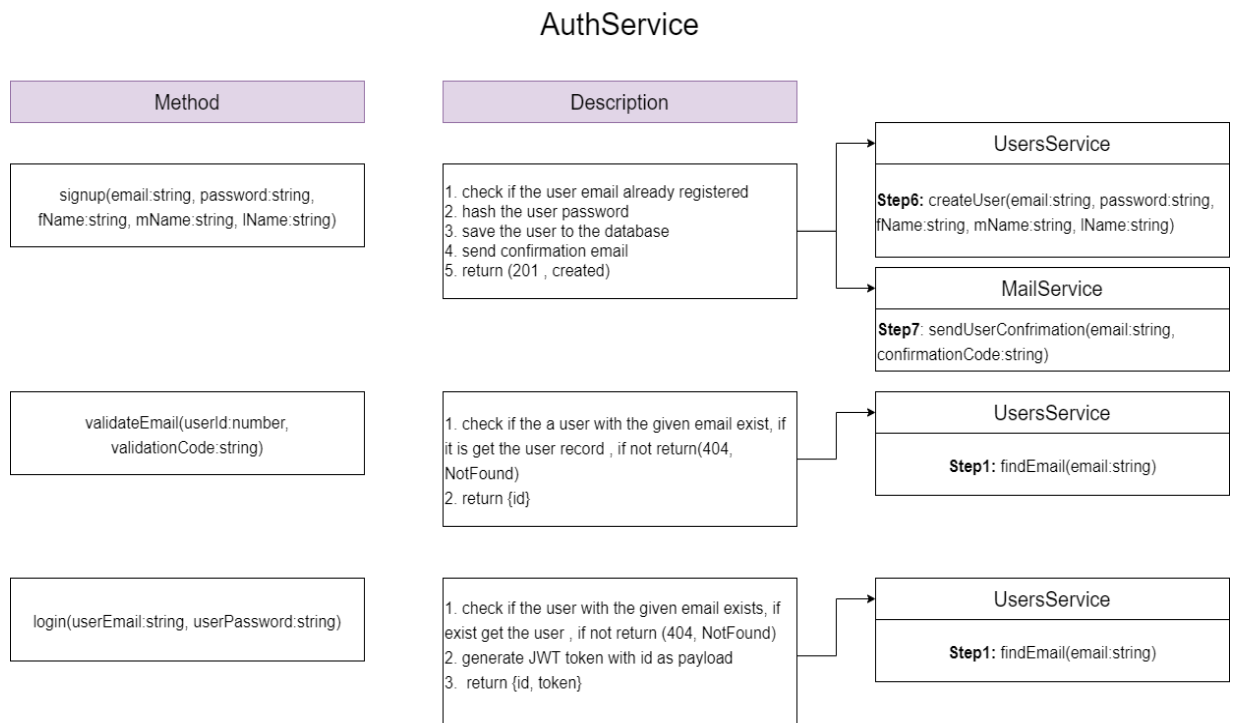 AuthService
Method
Description
signup(email:string, password:string,
fName:string, mName:string, lName:string)
1. check if the user email already registered
2. hash the user password
3. save the user to the database
4. send confirmation email
5. return (201 , created)
UsersService
Step6: createUser(email:string, password:string,
fName:string, mName:string, lName:string)
MailService
Step7: sendUserConfrimation(email:string,
confirmationCode:string)
validateEmail(userId:number,
validationCode:string)
1. check if the a user with the given email exist, if
it is get the user record , if not return(404,
NotFound)
2. return {id}
UsersService
Step1: findEmail(email:string)
login(userEmail:string, userPassword:string)
1. check if the user with the given email exists, if
exist get the user , if not return (404, NotFound)
2. generate JWT token with id as payload
3. return {id, token}
UsersService
Step1: findEmail(email:string)